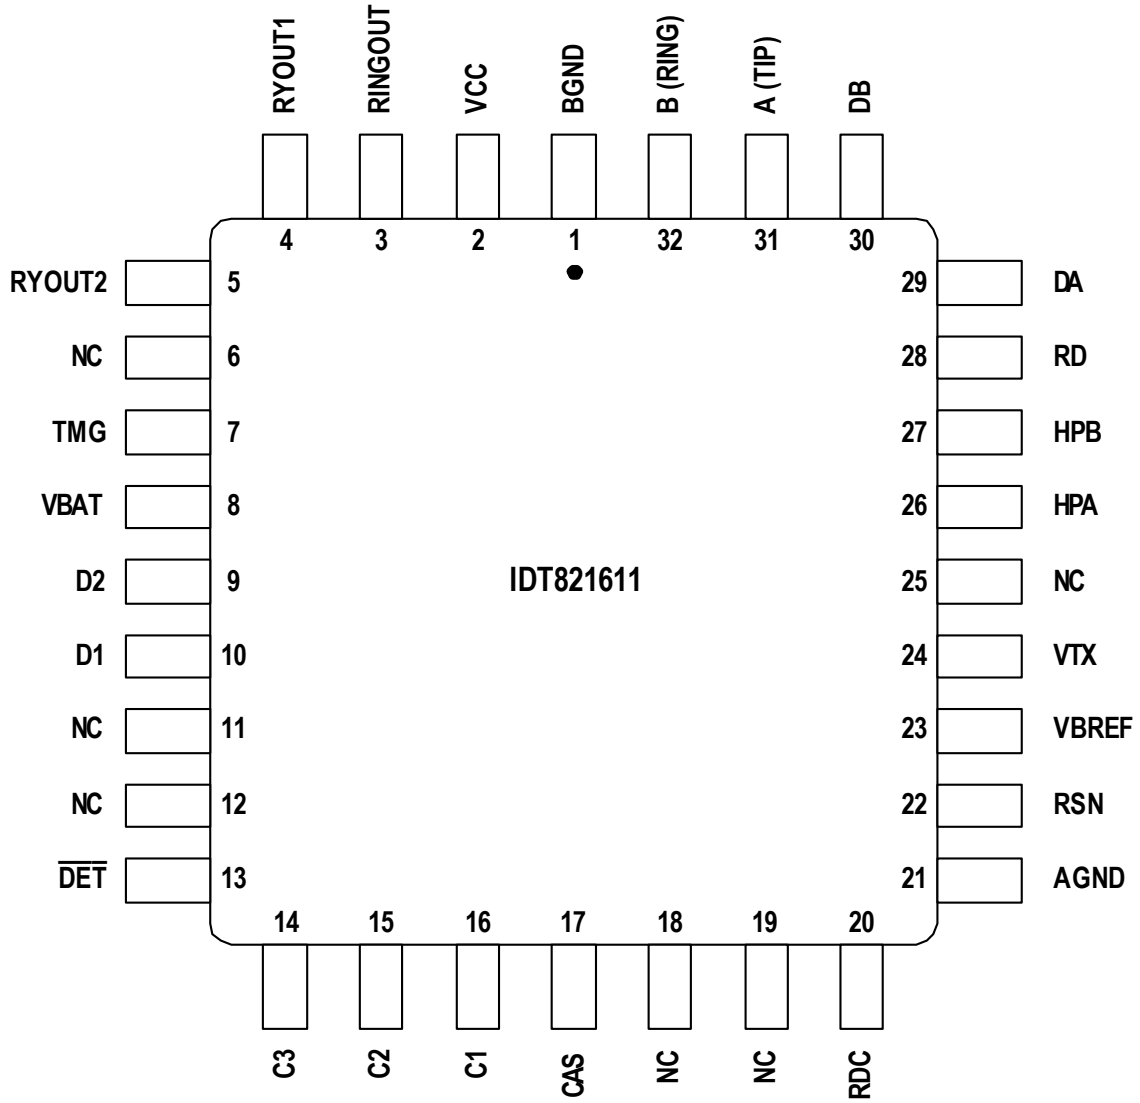 RYOUT1
RINGOUT
VCC
BGND
B (RING)
A (TIP)
DB
4
3
2
1
32
31
30
RYOUT2
5
29
DA
NC
6
28
RD
TMG
7
27
HPB
VBAT
8
26
HPA
D2
9
IDT821611
25
NC
D1
10
24
VTX
NC
11
23
VBREF
NC
12
22
RSN
DET
13
21
AGND
14
15
16
17
18
19
20
C3
C2
C1
CAS
NC
NC
RDC